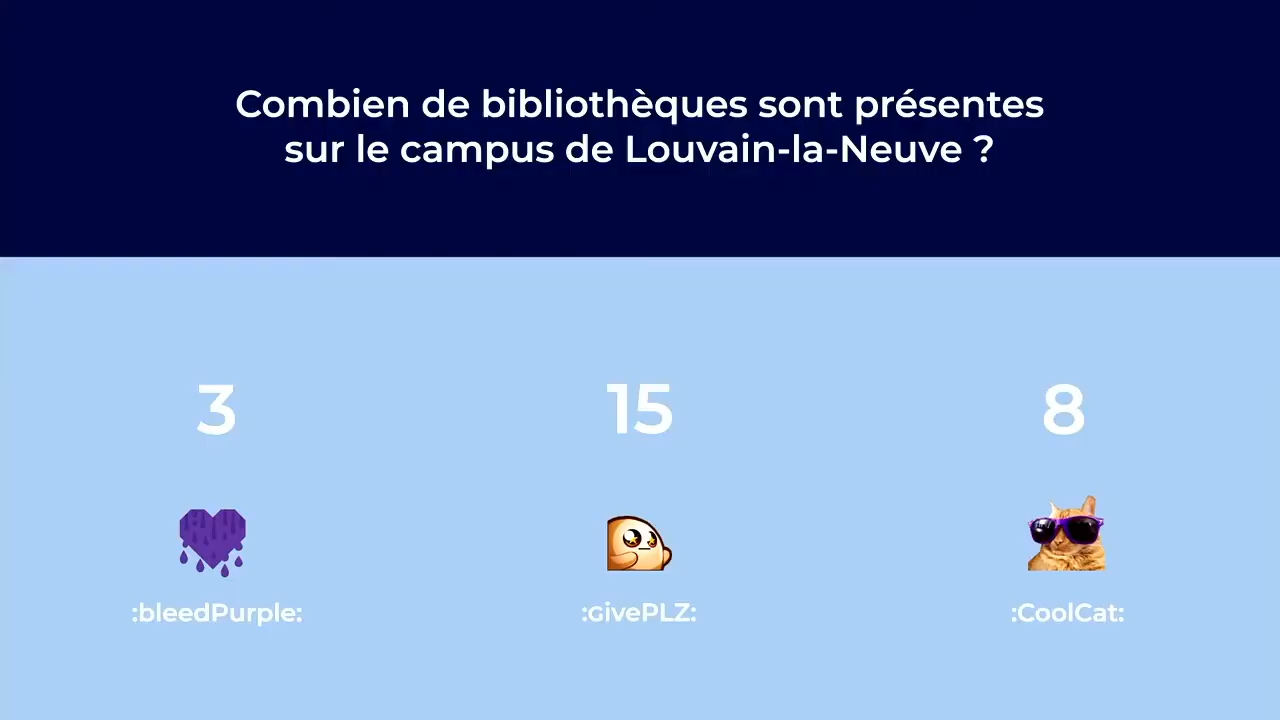 Combien de bibliothèques sont présentes
sur le campus de Louvain-la-Neuve ?
3
15
8
:bleedPurple:
:GivePLZ:
:CoolCat: